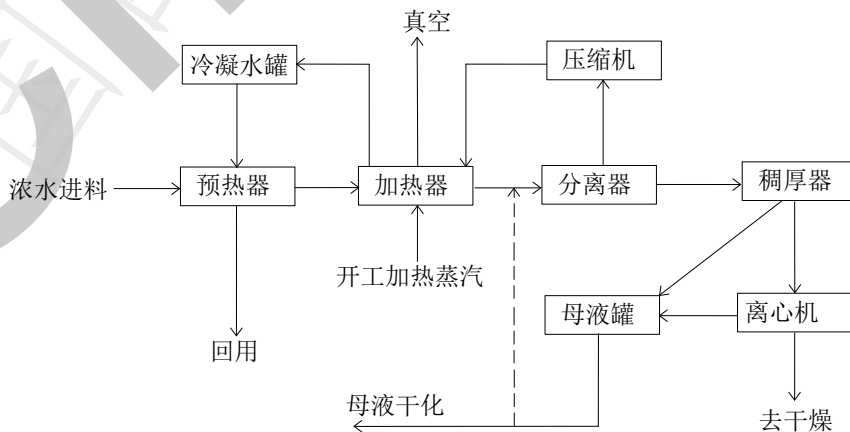 真空
冷凝水罐
压缩机
浓水进料
预热器
加热器
分离器
稠厚器
开工加热蒸汽
母液罐
离心机
回用
母液干化
去干燥